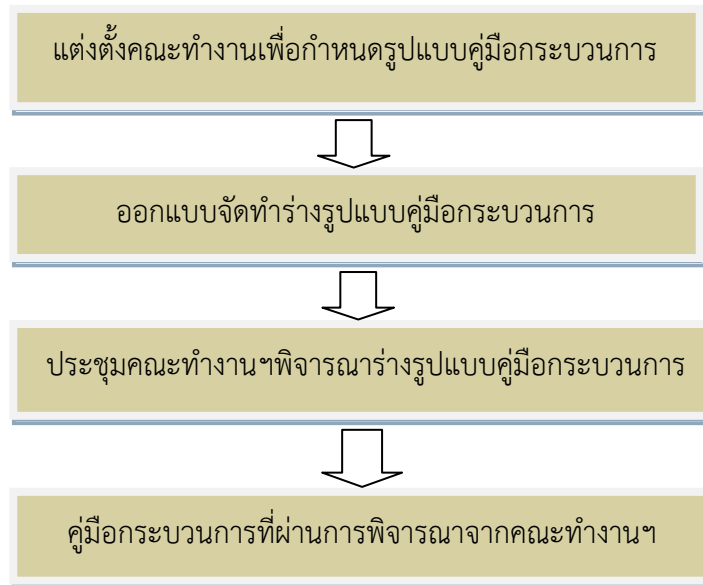 แต่งตั้งคณะทำงานเพื่อกำหนดรูปแบบคู่มือกระบวนการ
ออกแบบจัดทำร่างรูปแบบคู่มือกระบวนการ
ประชุมคณะทำงานฯพิจารณาร่างรูปแบบคู่มือกระบวนการ
คู่มือกระบวนการที่ผ่านการพิจารณาจากคณะทำงานฯ